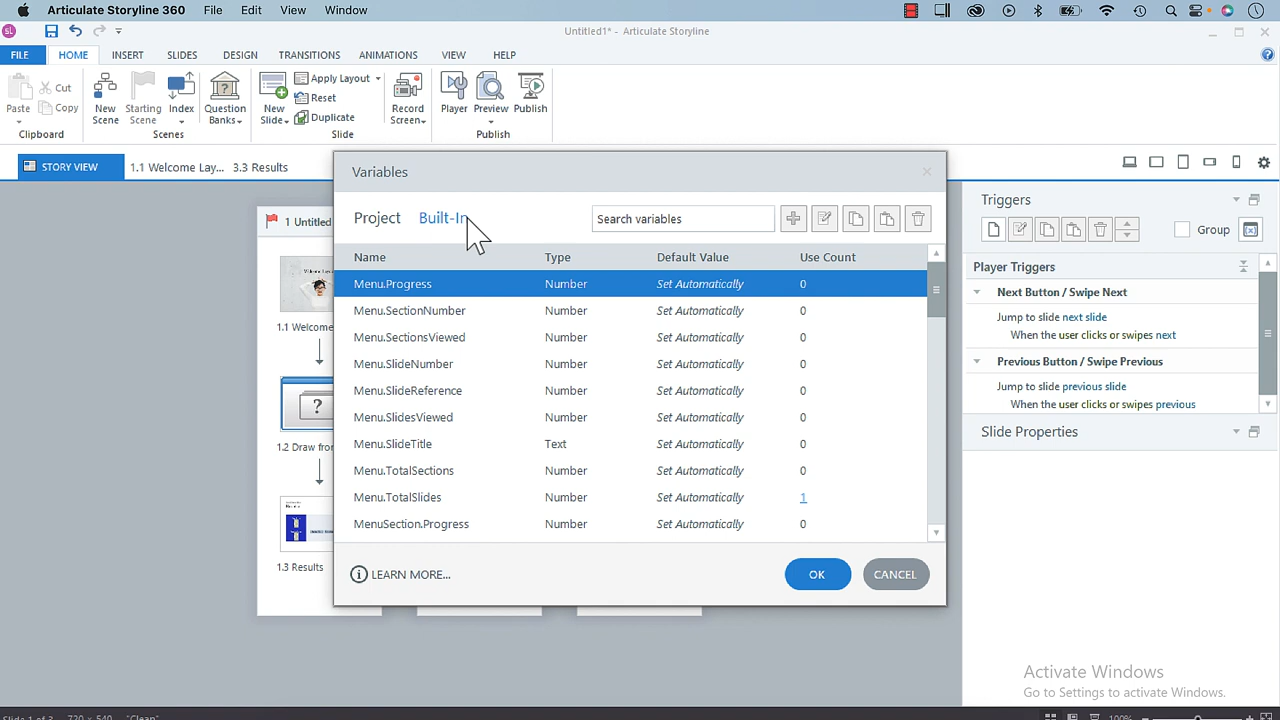 Articulate Storyline 360 File Edit View Window
Untitled1* - Articulate Storyline
FILE HOME INSERT SLIDES DESIGN TRANSITIONS ANIMATIONS VIEW HELP
Paste
Cut
Copy
Clipboard
New Scene
Starting Scene
Index
Question Banks
Scenes
New Slide
Apply Layout
Reset
Duplicate
Slide
Record Screen
Player
Preview
Publish
Publish
STORY VIEW 1.1 Welcome Lay... 3.3 Results
1 Untitled
1.1 Welcome
?
1.2 Draw from
1.3 Results
Variables
Project Built-In Search variables
Name Type Default Value Use Count
Menu.Progress Number Set Automatically 0
Menu.SectionNumber Number Set Automatically 0
Menu.SectionsViewed Number Set Automatically 0
Menu.SlideNumber Number Set Automatically 0
Menu.SlideReference Number Set Automatically 0
Menu.SlidesViewed Number Set Automatically 0
Menu.SlideTitle Text Set Automatically 0
Menu.TotalSections Number Set Automatically 0
Menu.TotalSlides Number Set Automatically 1
MenuSection.Progress Number Set Automatically 0
LEARN MORE... OK CANCEL
Triggers
Group
Player Triggers
Next Button / Swipe Next
Jump to slide next slide
When the user clicks or swipes next
Previous Button / Swipe Previous
Jump to slide previous slide
When the user clicks or swipes previous
Slide Properties
Activate Windows
Go to Settings to activate Windows.
Slide 1 of 3 720 × 540 "Clean" 100%